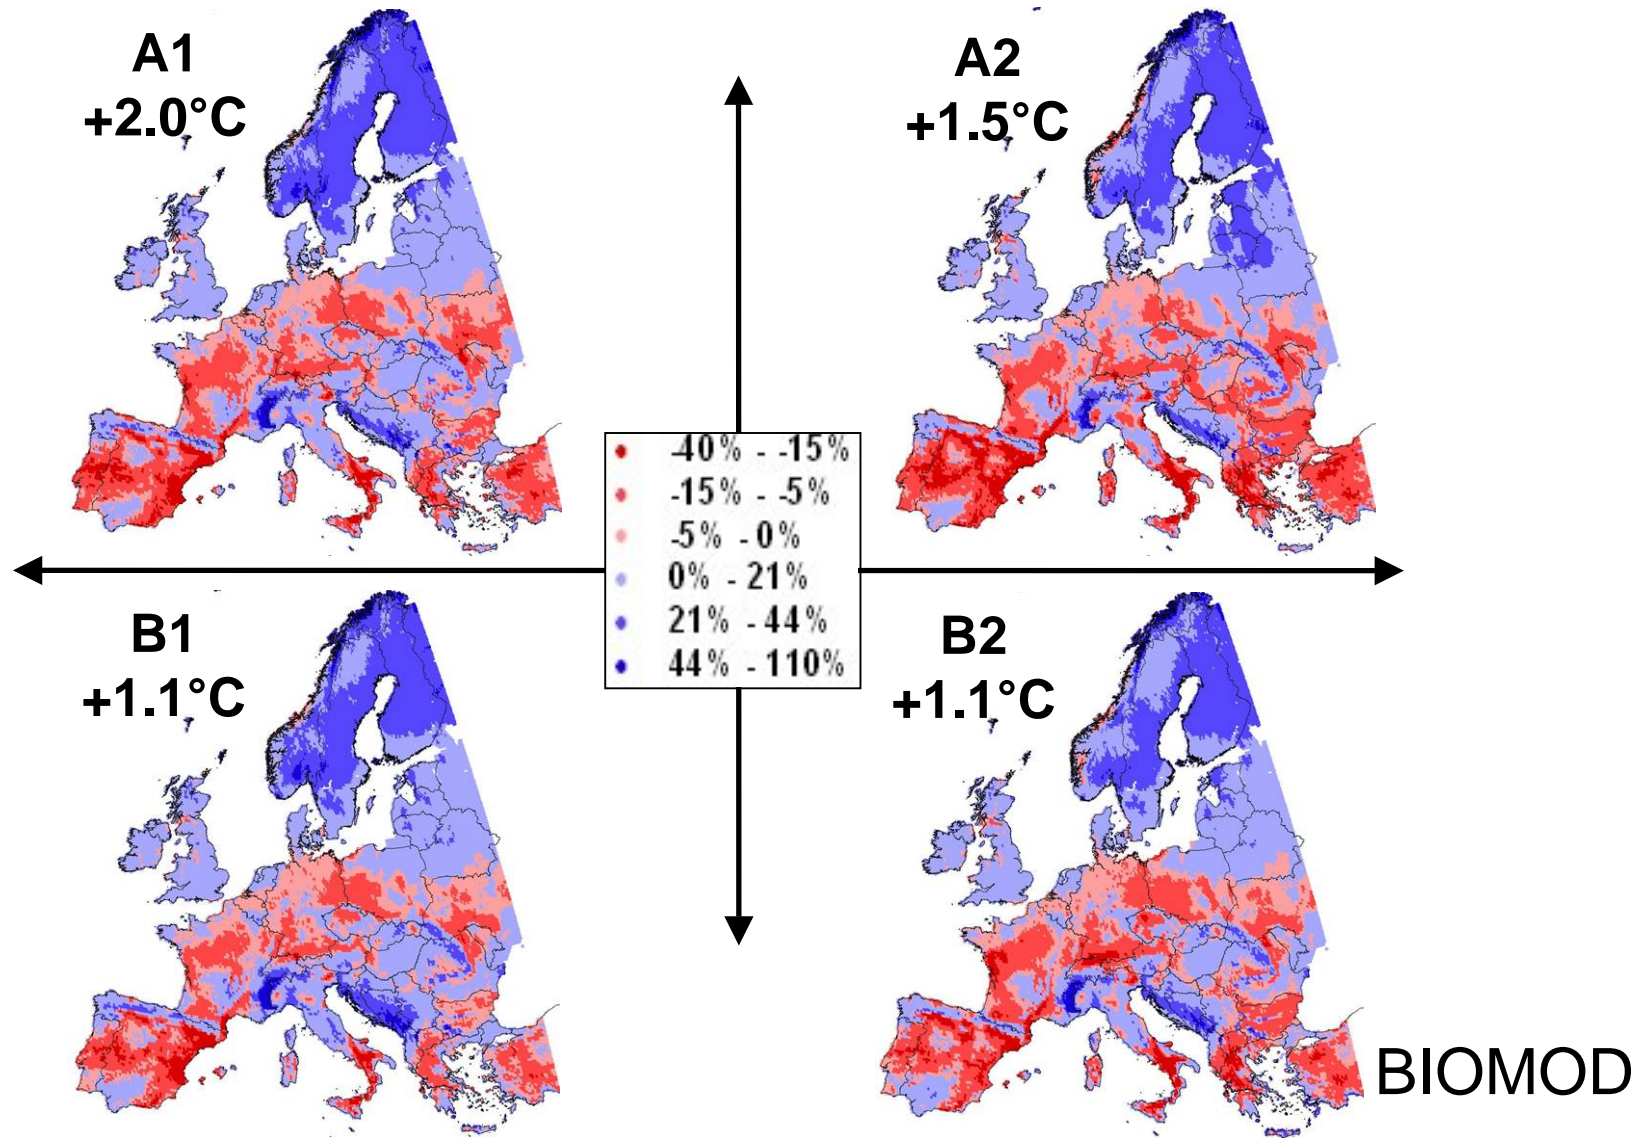 A1
+2.0°C
A2
+1.5°C
-40% - -15%
-15% - -5%
-5% - 0%
0% - 21%
21% - 44%
44% - 110%
B1
+1.1°C
B2
+1.1°C
BIOMOD